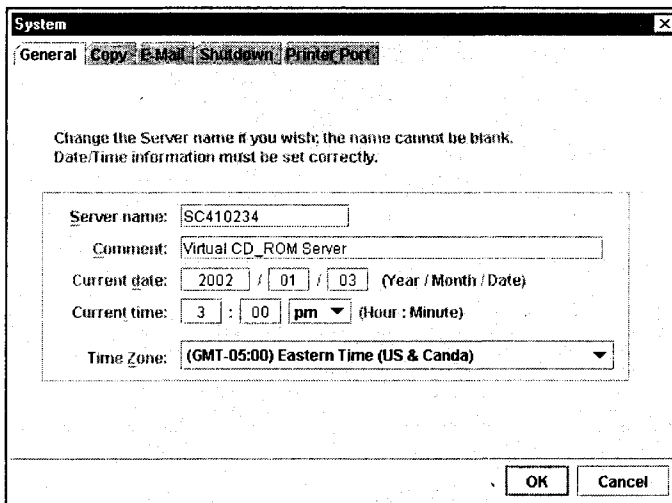 System
General Copy E-Mail Shutdown Printer Port
Change the Server name if you wish; the name cannot be blank.
Date/Time information must be set correctly.
Server name: SC410234
Comment: Virtual CD_ROM Server
Current date: 2002 / 01 / 03 (Year / Month / Date)
Current time: 3 : 00 pm (Hour : Minute)
Time Zone: (GMT-05:00) Eastern Time (US & Canda)
OK Cancel